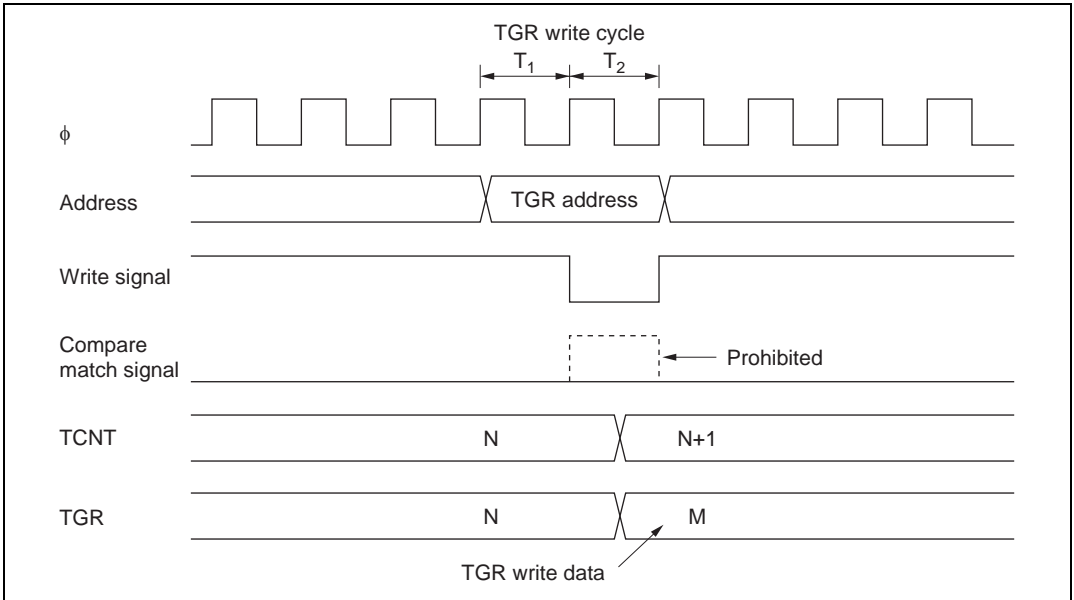 TGR write cycle
T1 T2
φ
Address
TGR address
Write signal
Compare
match signal
Prohibited
TCNT
N
N+1
TGR
N
M
TGR write data